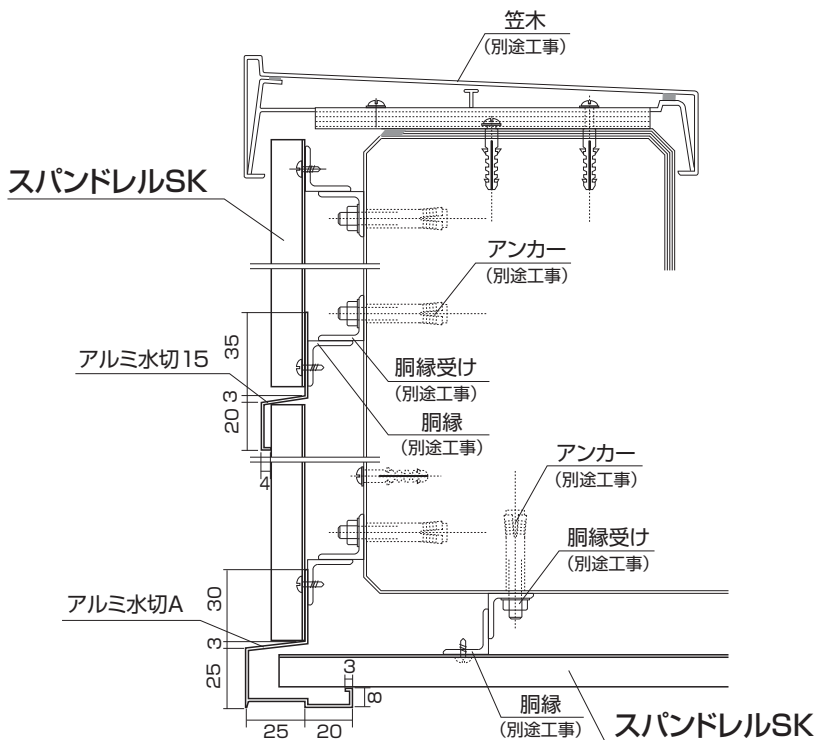 笠木
（別途工事）
スパンドレルSK
アンカー
（別途工事）
35
アルミ水切15
胴縁受け
（別途工事）
3
20
胴縁
（別途工事）
アンカー
（別途工事）
4
胴縁受け
（別途工事）
30
アルミ水切A
3
25
3
8
胴縁
（別途工事）
スパンドレルSK
25
20